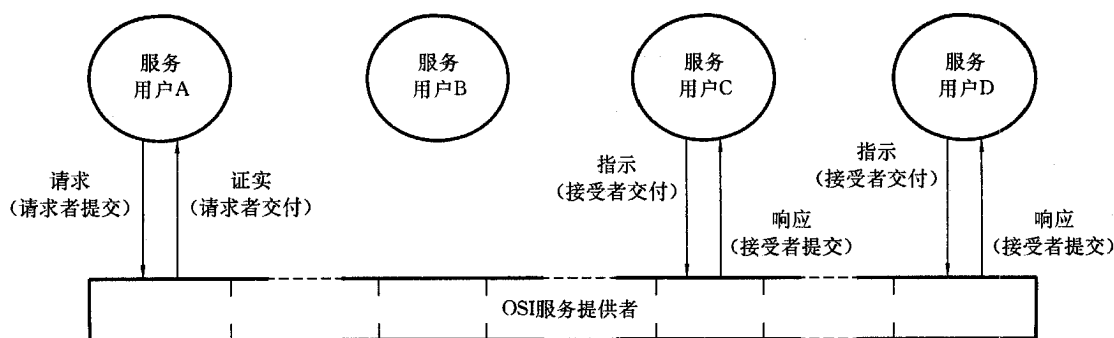 服务
用户A
服务
用户B
服务
用户C
服务
用户D
请求
(请求者提交)
证实
(请求者交付)
指示
(接受者交付)
响应
(接受者提交)
指示
(接受者交付)
响应
(接受者提交)
OSI服务提供者